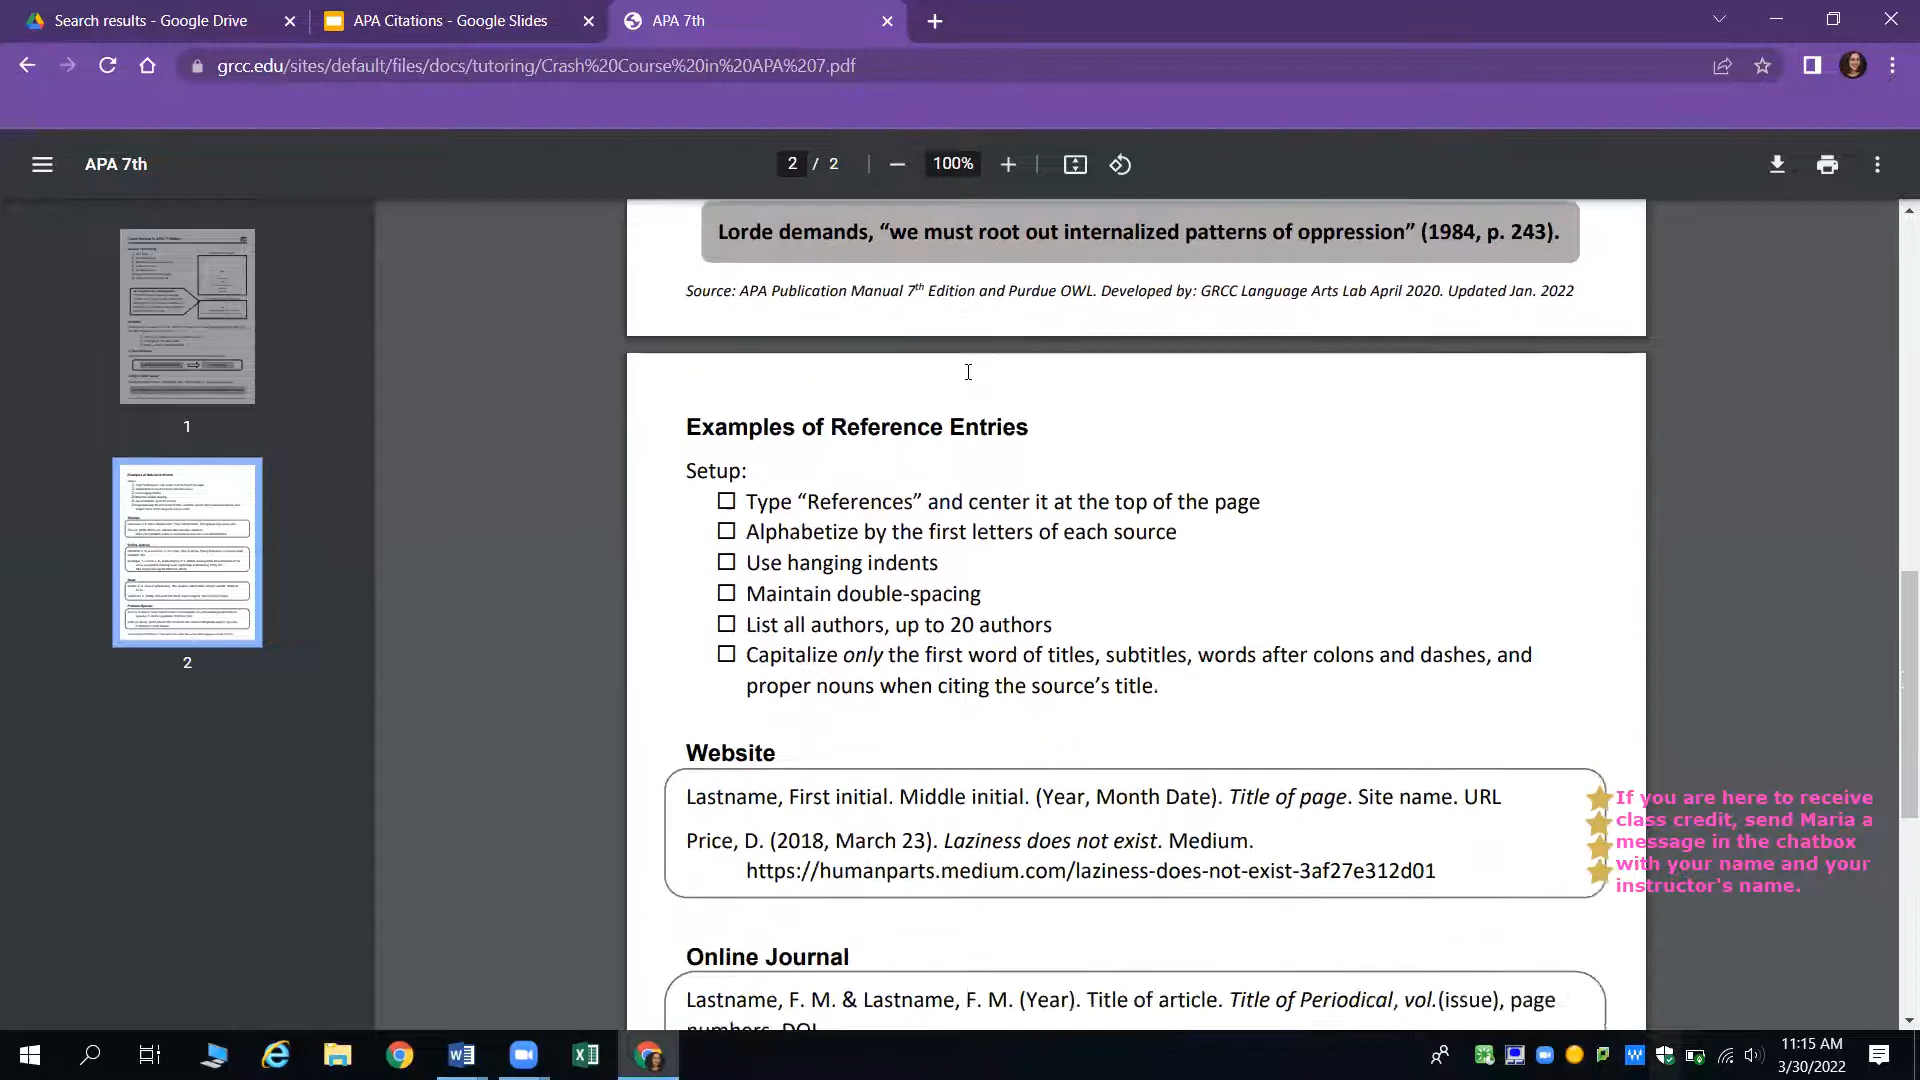 Search results - Google Drive
APA Citations - Google Slides
APA 7th
grcc.edu/sites/default/files/docs/tutoring/Crash%20Course%20in%20APA%207.pdf
APA 7th
2 / 2
100%
1
2
Lorde demands, “we must root out internalized patterns of oppression” (1984, p. 243).
Source: APA Publication Manual 7th Edition and Purdue OWL. Developed by: GRCC Language Arts Lab April 2020. Updated Jan. 2022
Examples of Reference Entries
Setup:
Type “References” and center it at the top of the page
Alphabetize by the first letters of each source
Use hanging indents
Maintain double-spacing
List all authors, up to 20 authors
Capitalize only the first word of titles, subtitles, words after colons and dashes, and
proper nouns when citing the source’s title.
Website
Lastname, First initial. Middle initial. (Year, Month Date). Title of page. Site name. URL
Price, D. (2018, March 23). Laziness does not exist. Medium.
https://humanparts.medium.com/laziness-does-not-exist-3af27e312d01
Online Journal
Lastname, F. M. & Lastname, F. M. (Year). Title of article. Title of Periodical, vol.(issue), page
numbers. DOI
If you are here to receive
class credit, send Maria a
message in the chatbox
with your name and your
instructor's name.
11:15 AM
3/30/2022